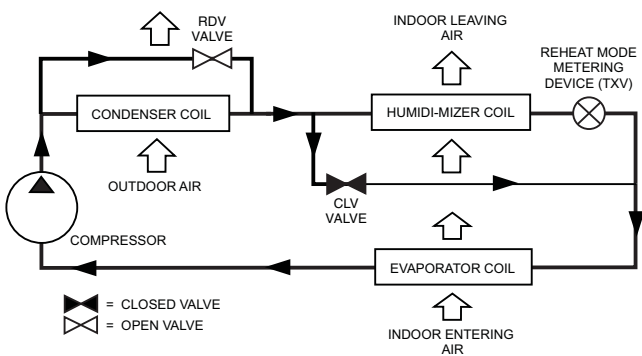 RDV
VALVE
INDOOR LEAVING
AIR
REHEAT MODE
METERING
DEVICE (TXV)
CONDENSER COIL
HUMIDI-MIZER COIL
OUTDOOR AIR
CLV
VALVE
COMPRESSOR
EVAPORATOR COIL
= CLOSED VALVE
= OPEN VALVE
INDOOR ENTERING
AIR